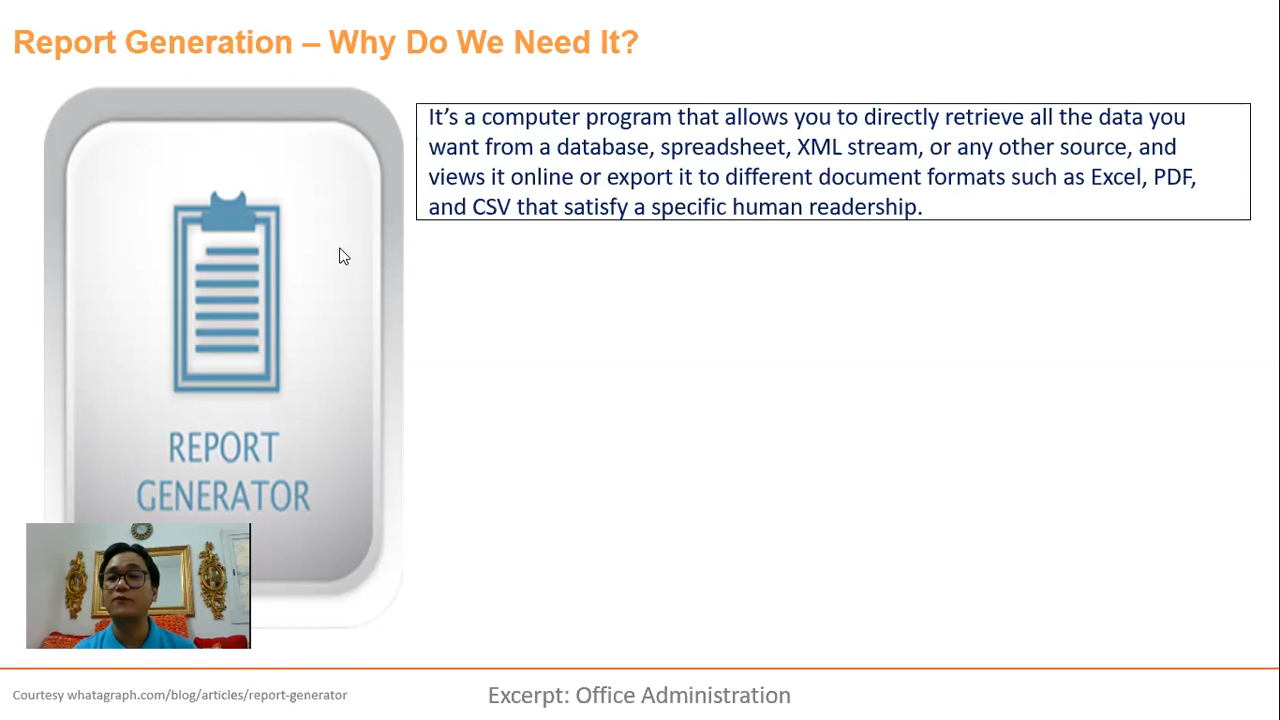 Report Generation – Why Do We Need It?
It's a computer program that allows you to directly retrieve all the data you
want from a database, spreadsheet, XML stream, or any other source, and
views it online or export it to different document formats such as Excel, PDF,
and CSV that satisfy a specific human readership.
REPORT
GENERATOR
Courtesy whatagraph.com/blog/articles/report-generator
Excerpt: Office Administration